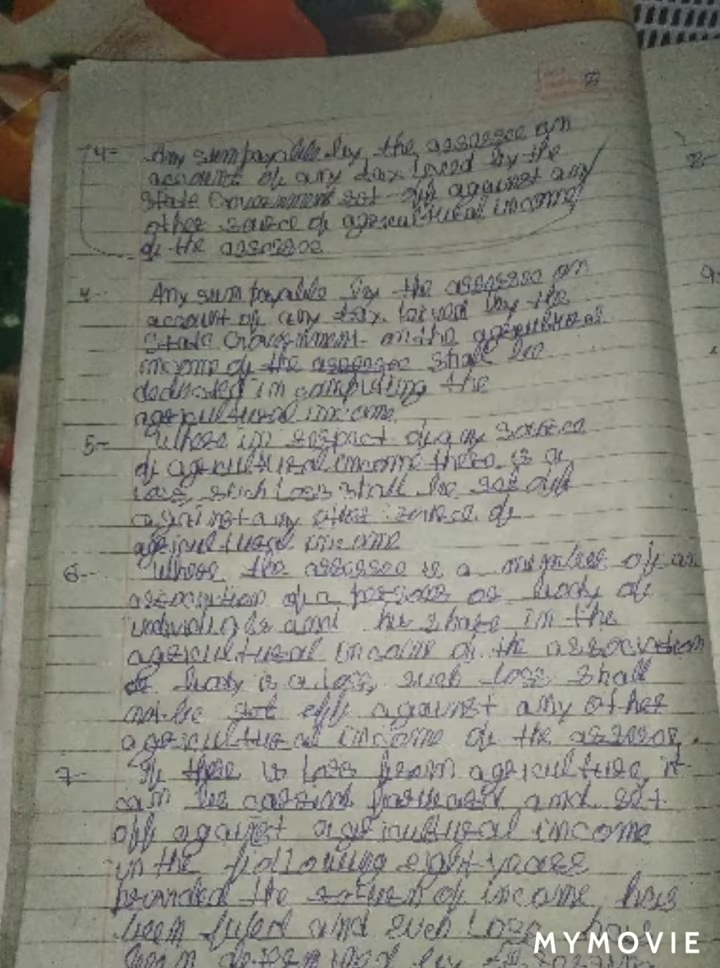 4- Any sum payable by the assessee on
account of any tax levied by the
State Government set-off against any
other source of agricultural income
of the assessee
4- Any sum payable by the assessee on
account of any tax levied by the
State Government on the agricultural
income of the assessee shall be
deducted in computing the
agricultural income.
5- Where in respect of any source
of agricultural income there is a
loss, such loss shall be set off
against any other source of
agricultural income
6- Where the assessee is a member of an
association of a persons or body of
individuals and his share in the
agricultural income of the association
or body is a loss, such loss shall
not be set off against any other
agricultural income of the assessee.
7- If there is loss from agriculture, it
can be carried forward and set-
off against agricultural income
in the following eight years
provided the return of income has
been filed and such loss have
been determined by
MYMOVIE